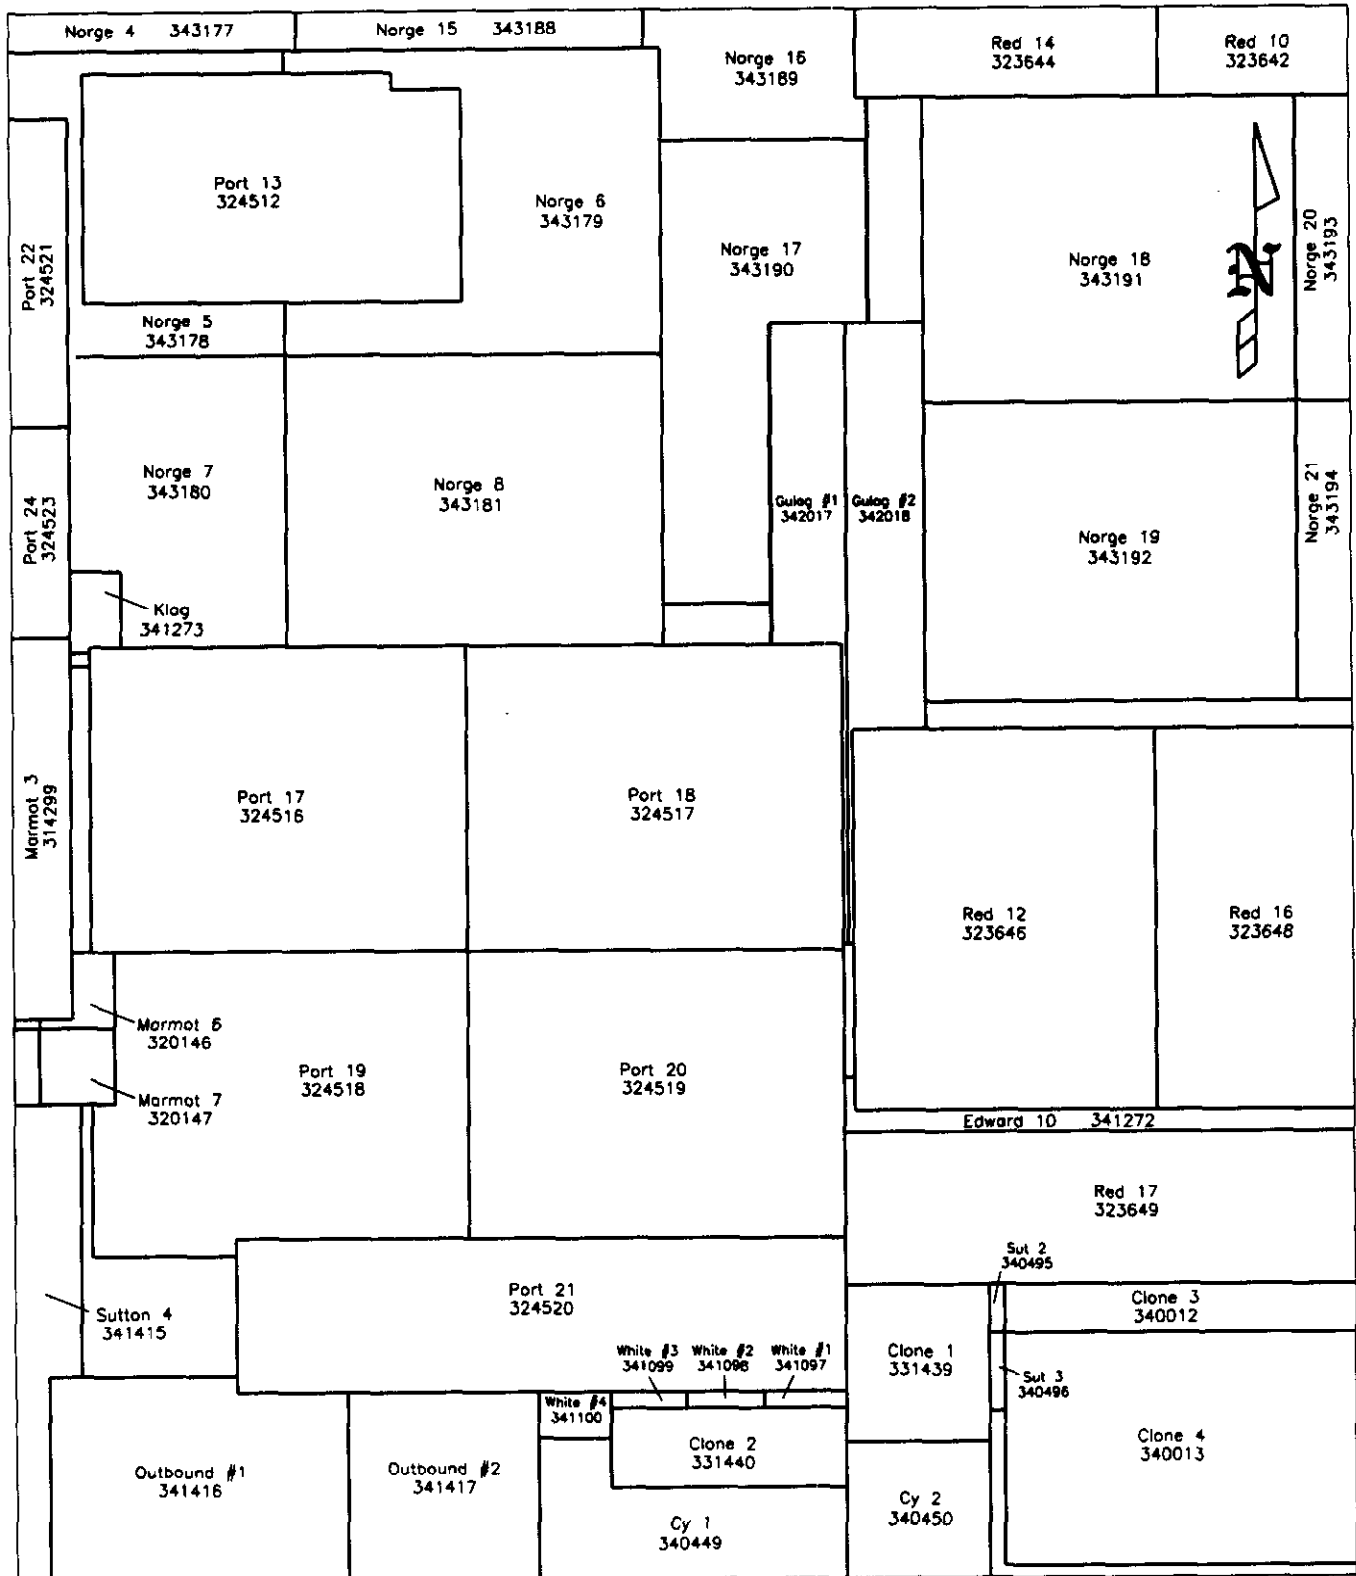 Norge 4 343177
Norge 15 343188
Norge 16
343189
Red 14
323644
Red 10
323642
Port 13
324512
Norge 6
343179
Norge 17
343190
Norge 18
343191
N
Norge 20
343193
Port 22
324521
Norge 5
343178
Norge 7
343180
Norge 8
343181
Gulag #1
342017
Gulag #2
342018
Norge 19
343192
Norge 21
343194
Port 24
324523
Klag
341273
Marmot 3
314299
Port 17
324516
Port 18
324517
Red 12
323646
Red 16
323648
Marmot 6
320146
Marmot 7
320147
Port 19
324518
Port 20
324519
Edward 10 341272
Red 17
323649
Sut 2
340495
Sutton 4
341415
Port 21
324520
Clone 3
340012
White #3
341099
White #2
341098
White #1
341097
Clone 1
331439
Sut 3
340496
White #4
341100
Clone 2
331440
Clone 4
340013
Outbound #1
341416
Outbound #2
341417
Cy 1
340449
Cy 2
340450